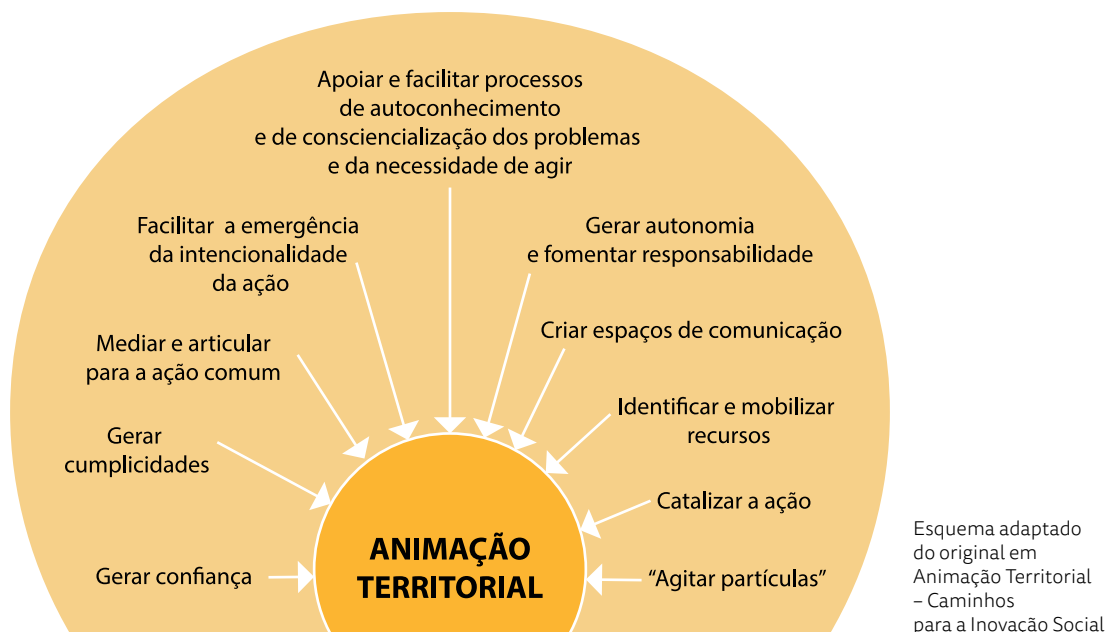 Apoiar e facilitar processos
de autoconhecimento
e de consciencialização dos problemas
e da necessidade de agir
Facilitar a emergência
da intencionalidade
da ação
Gerar autonomia
e fomentar responsabilidade
Mediar e articular
para a ação comum
Criar espaços de comunicação
Gerar
cumplicidades
Identificar e mobilizar
recursos
Catalizar a ação
Gerar confiança
ANIMAÇÃO
TERRITORIAL
“Agitar partículas”
Esquema adaptado
do original em
Animação Territorial
– Caminhos
para a Inovação Social